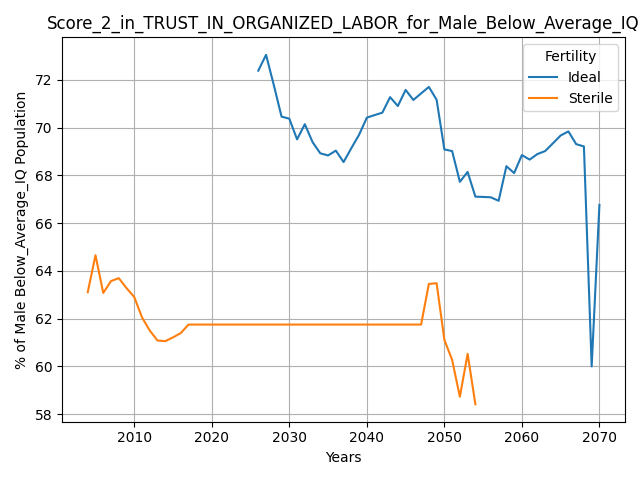 Score_2_in_TRUST_IN_ORGANIZED_LABOR_for_Male_Below_Average_IQ
Fertility
Ideal
Sterile
% of Male Below_Average_IQ Population
72
70
68
66
64
62
60
58
2010
2020
2030
2040
2050
2060
2070
Years